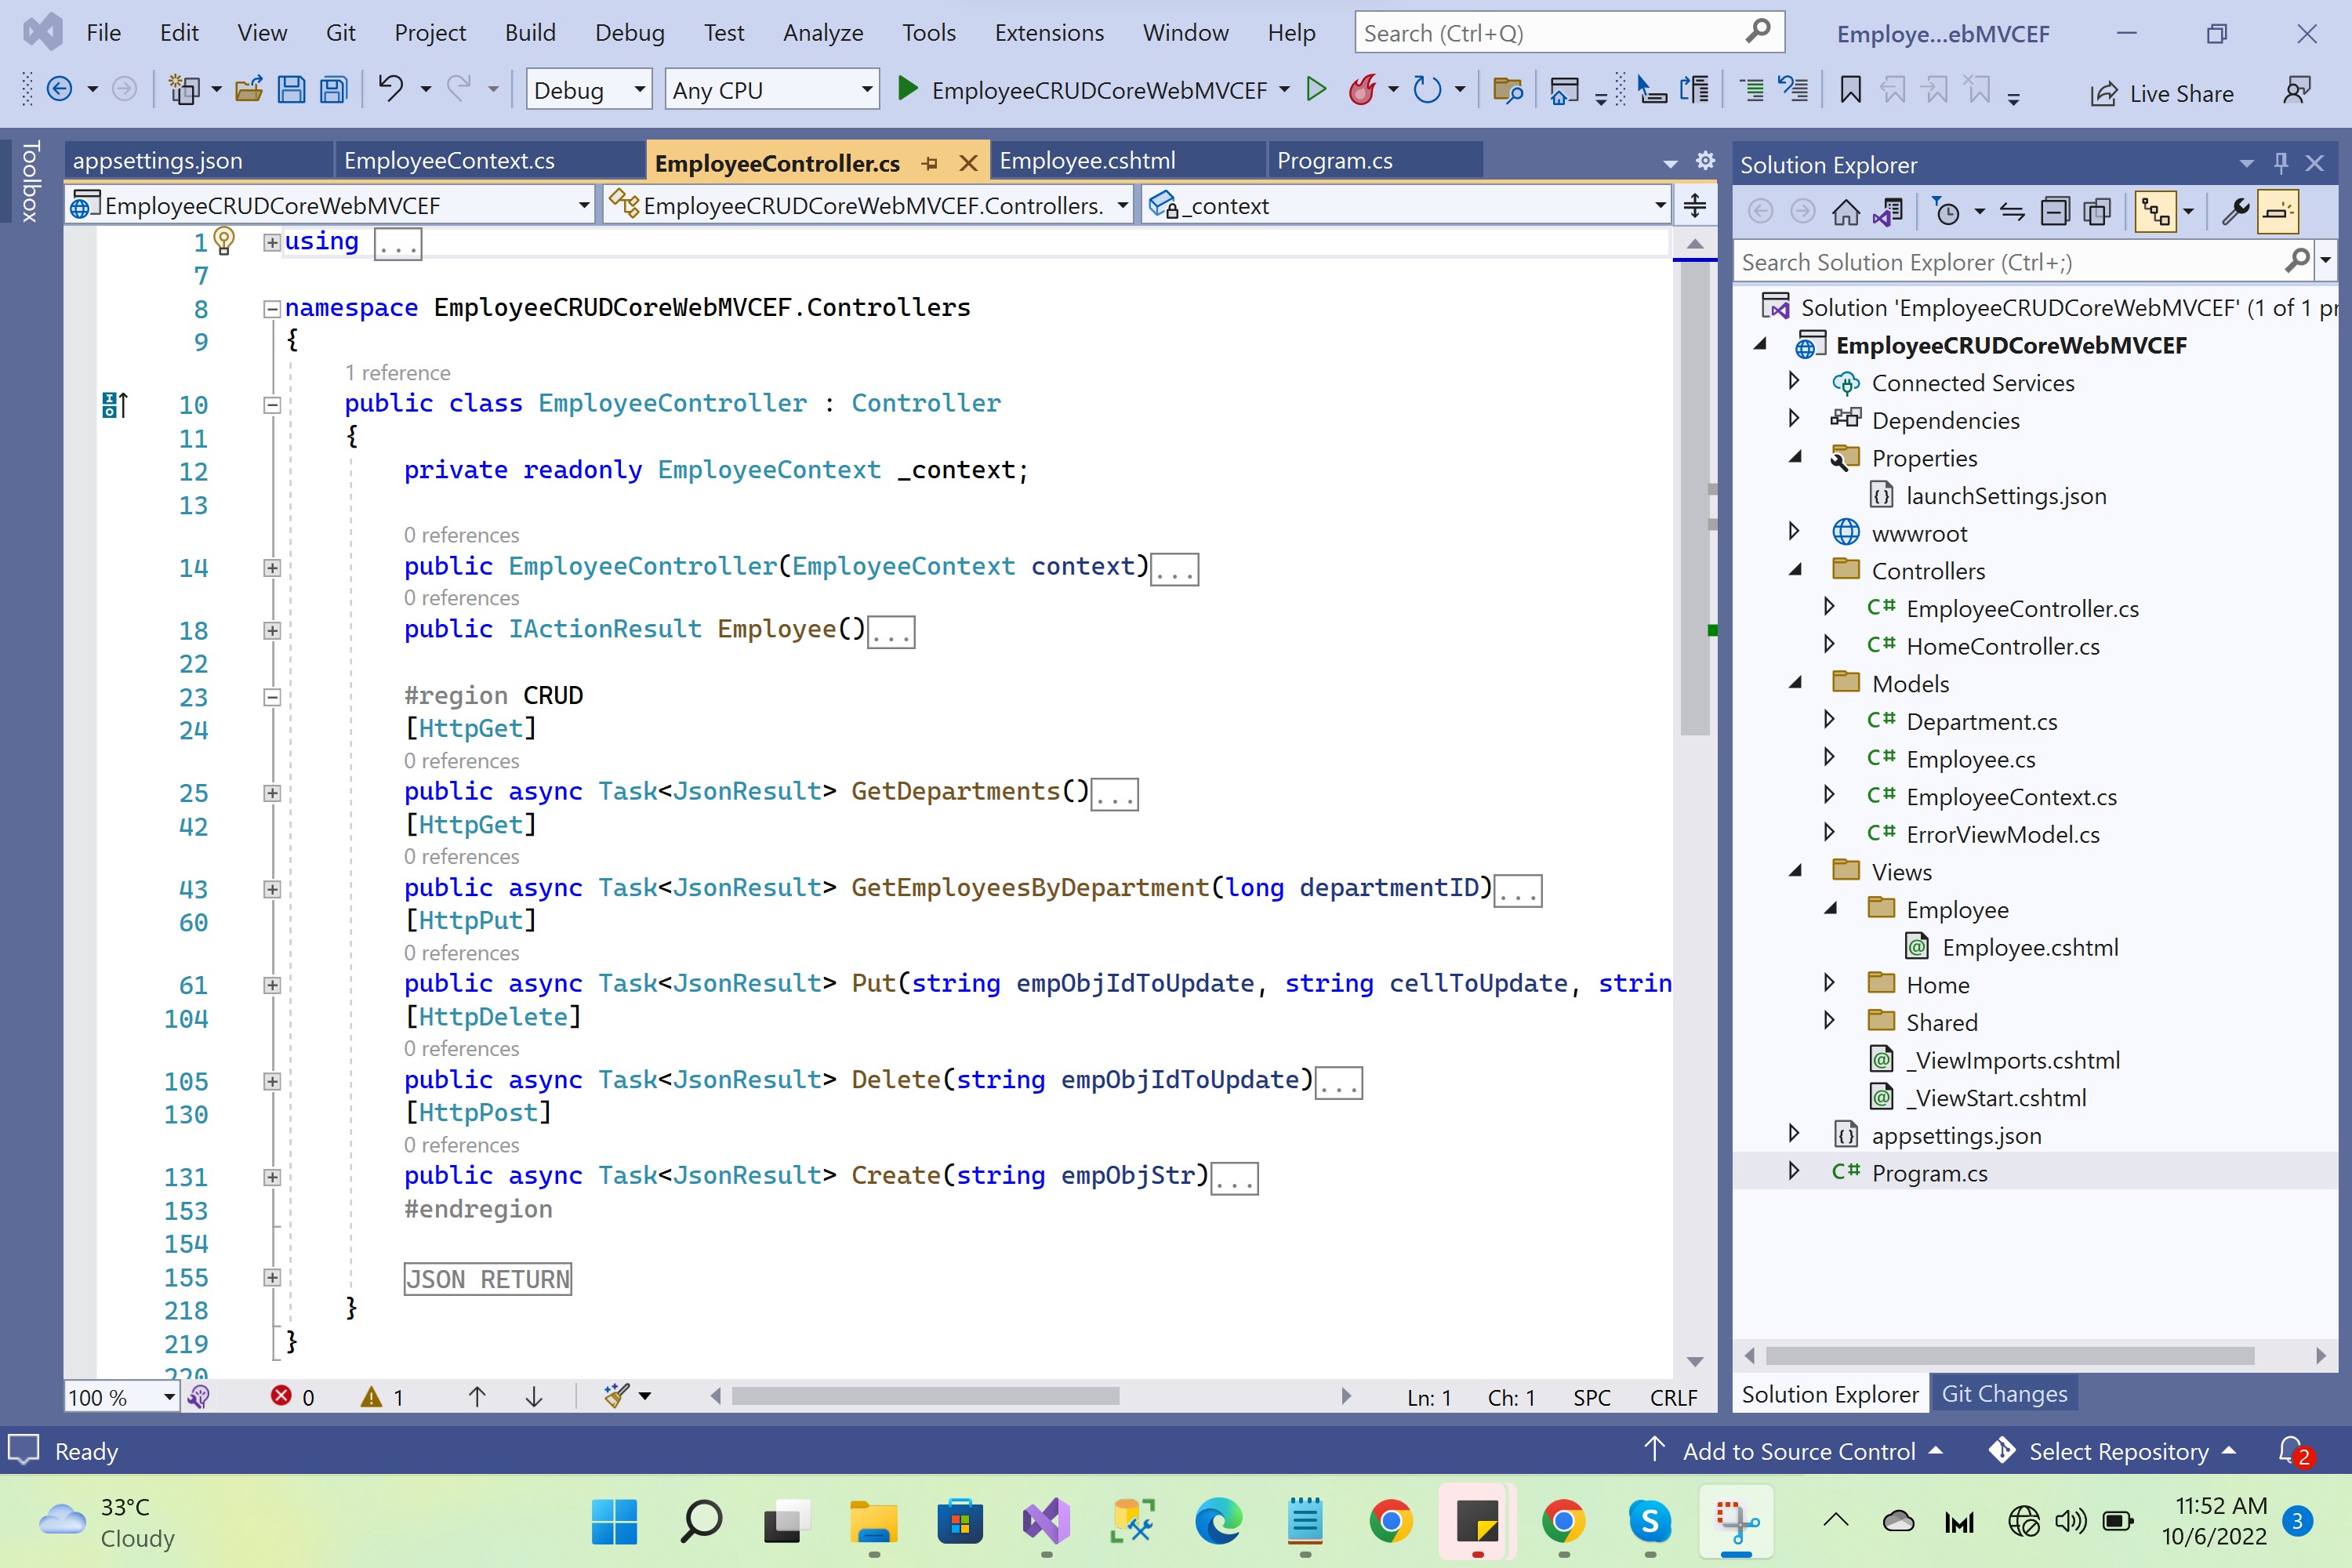 File Edit View Git Project Build Debug Test Analyze Tools Extensions Window Help Search (Ctrl+Q) Employe...ebMVCEF
Debug Any CPU EmployeeCRUDCoreWebMVCEF Live Share
Toolbox
appsettings.json EmployeeContext.cs EmployeeController.cs Employee.cshtml Program.cs
EmployeeCRUDCoreWebMVCEF EmployeeCRUDCoreWebMVCEF.Controllers. _context
1 using ...
7
8 namespace EmployeeCRUDCoreWebMVCEF.Controllers
9 {
1 reference
10 public class EmployeeController : Controller
11 {
12 private readonly EmployeeContext _context;
13
0 references
14 public EmployeeController(EmployeeContext context)...
0 references
18 public IActionResult Employee()...
22
23 #region CRUD
24 [HttpGet]
0 references
25 public async Task<JsonResult> GetDepartments()...
42 [HttpGet]
0 references
43 public async Task<JsonResult> GetEmployeesByDepartment(long departmentID)...
60 [HttpPut]
0 references
61 public async Task<JsonResult> Put(string empObjIdToUpdate, string cellToUpdate, strin
104 [HttpDelete]
0 references
105 public async Task<JsonResult> Delete(string empObjIdToUpdate)...
130 [HttpPost]
0 references
131 public async Task<JsonResult> Create(string empObjStr)...
153 #endregion
154
155 JSON RETURN
218 }
219 }
220
100 % 0 1 Ln: 1 Ch: 1 SPC CRLF
Solution Explorer
Search Solution Explorer (Ctrl+;)
Solution 'EmployeeCRUDCoreWebMVCEF' (1 of 1 pr
EmployeeCRUDCoreWebMVCEF
Connected Services
Dependencies
Properties
{} launchSettings.json
wwwroot
Controllers
C# EmployeeController.cs
C# HomeController.cs
Models
C# Department.cs
C# Employee.cs
C# EmployeeContext.cs
C# ErrorViewModel.cs
Views
Employee
@ Employee.cshtml
Home
Shared
@ _ViewImports.cshtml
@ _ViewStart.cshtml
{} appsettings.json
C# Program.cs
Solution Explorer Git Changes
Ready Add to Source Control Select Repository 2
33°C
Cloudy
S
11:52 AM
10/6/2022
3